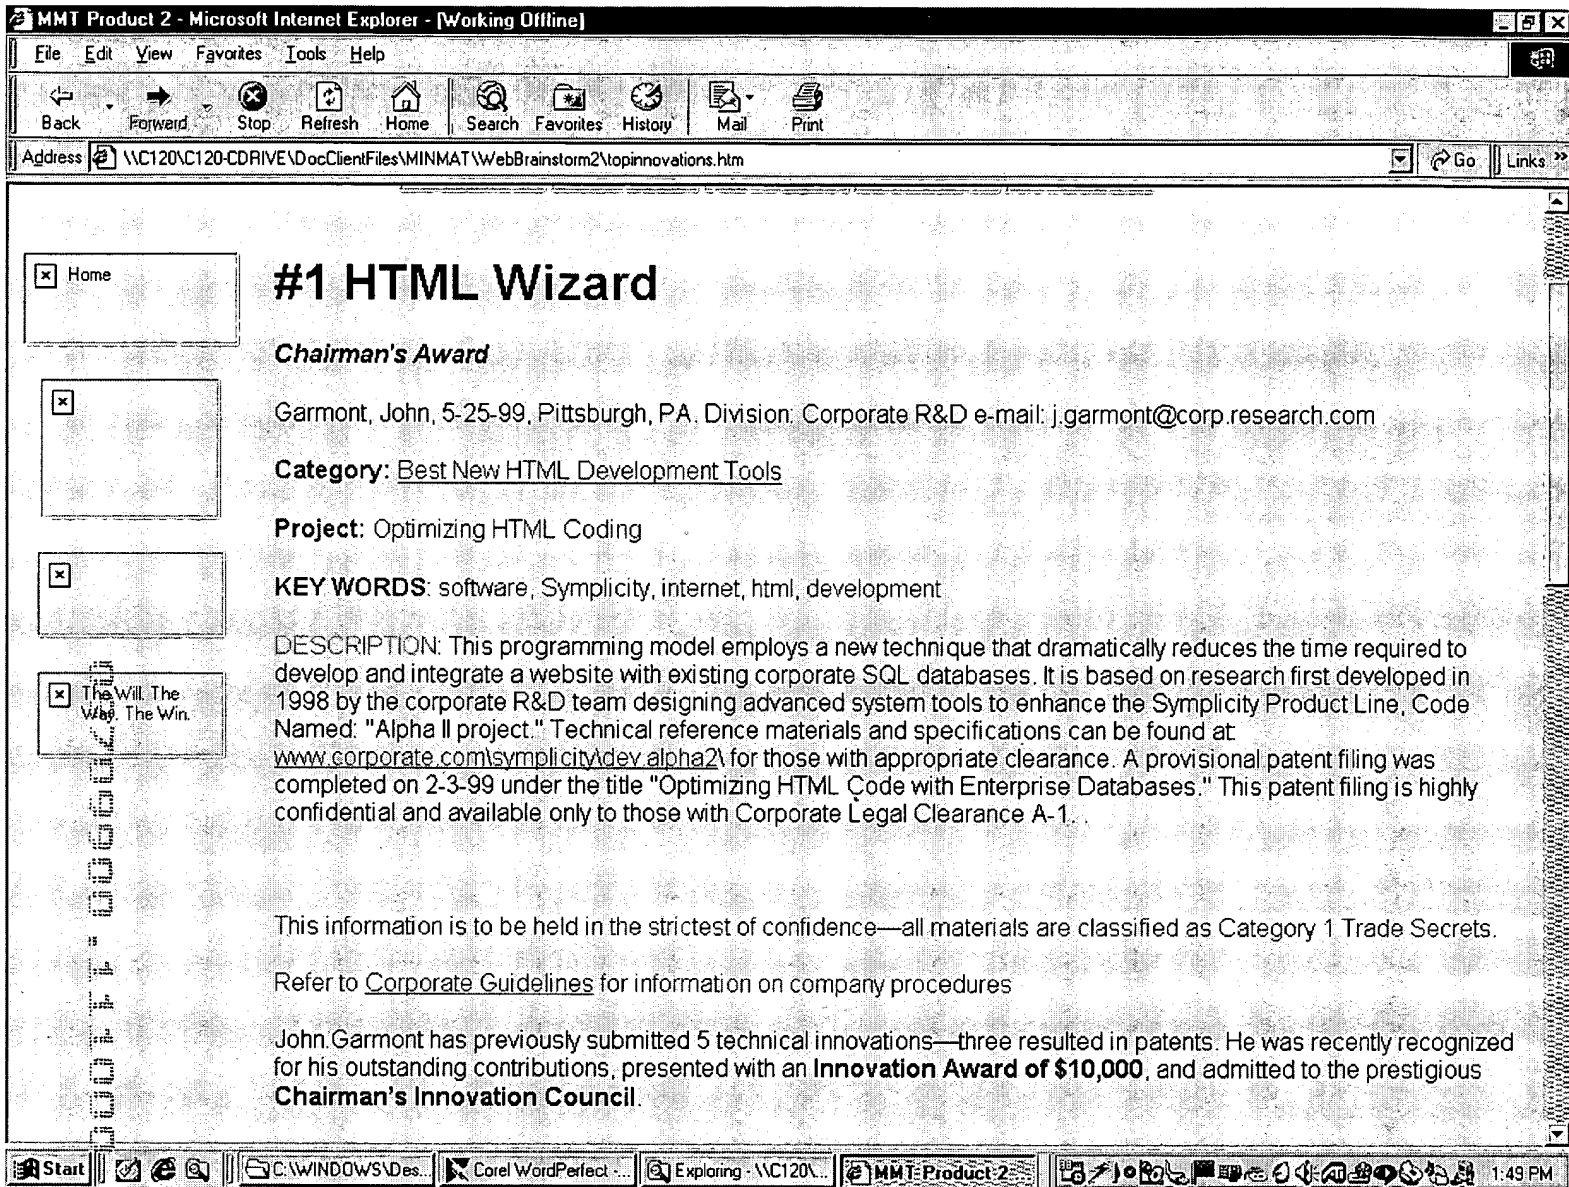 MMT Product 2 - Microsoft Internet Explorer - [Working Offline]
File Edit View Favorites Tools Help
Back Forward Stop Refresh Home Search Favorites History Mail Print
Address \\C120\C120-CDRIVE\DocClientFiles\MINMAT\WebBrainstorm2\topinnovations.htm Go Links »
Home
#1 HTML Wizard
Chairman's Award
Garmont, John, 5-25-99, Pittsburgh, PA. Division: Corporate R&D e-mail: j.garmont@corp.research.com
Category: Best New HTML Development Tools
Project: Optimizing HTML Coding
KEY WORDS: software, Symplicity, internet, html, development
DESCRIPTION: This programming model employs a new technique that dramatically reduces the time required to
develop and integrate a website with existing corporate SQL databases. It is based on research first developed in
1998 by the corporate R&D team designing advanced system tools to enhance the Symplicity Product Line, Code
Named: "Alpha II project." Technical reference materials and specifications can be found at:
www.corporate.com\symplicity\dev.alpha2\ for those with appropriate clearance. A provisional patent filing was
completed on 2-3-99 under the title "Optimizing HTML Code with Enterprise Databases." This patent filing is highly
confidential and available only to those with Corporate Legal Clearance A-1. .
The Will. The
Way. The Win.
This information is to be held in the strictest of confidence—all materials are classified as Category 1 Trade Secrets.
Refer to Corporate Guidelines for information on company procedures
John.Garmont has previously submitted 5 technical innovations—three resulted in patents. He was recently recognized
for his outstanding contributions, presented with an Innovation Award of $10,000, and admitted to the prestigious
Chairman's Innovation Council.
Start C:\WINDOWS\Des... Corel WordPerfect -... Exploring - \\C120\... MMT Product 2 1:49 PM